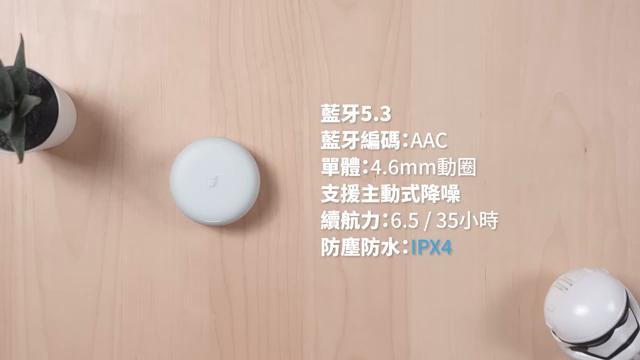 藍牙5.3
藍牙編碼：AAC
單體：4.6mm動圈
支援主動式降噪
續航力：6.5 / 35小時
防塵防水：IPX4